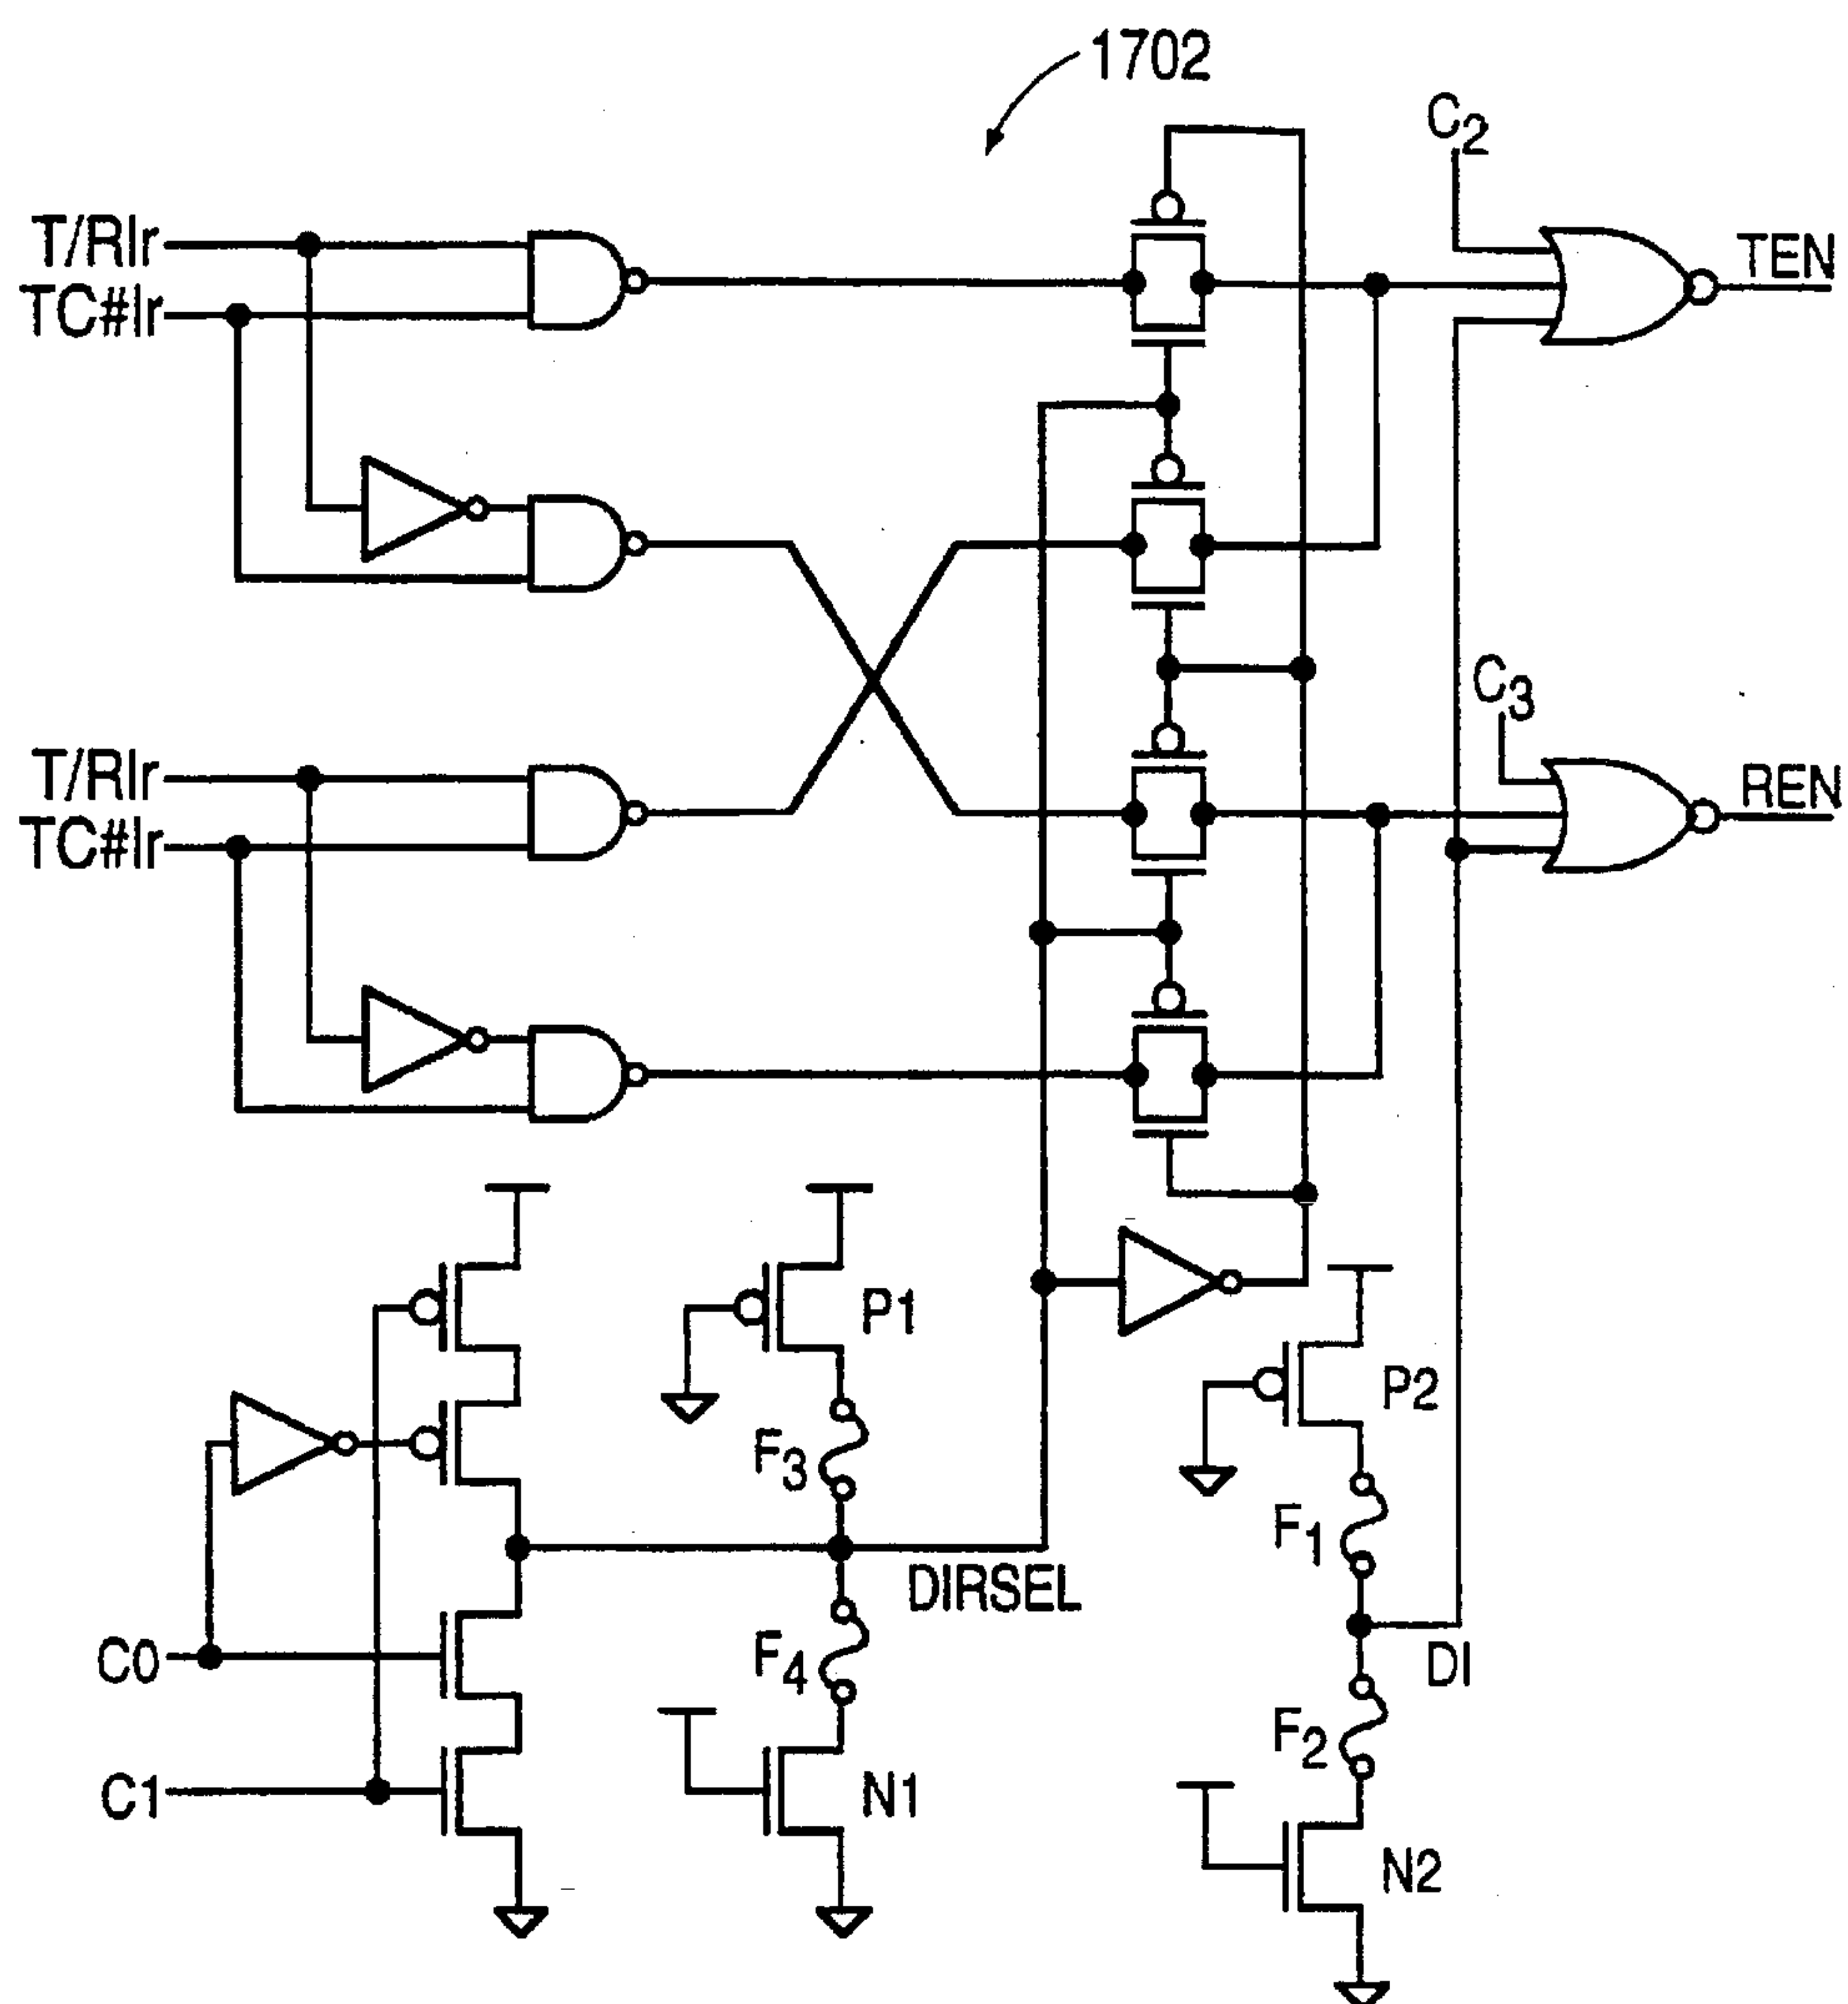 1702
C2
T/RIr
TEN
TC#Ir
C3
T/RIr
REN
TC#Ir
P1
P2
F3
F1
DIRSEL
C0
F4
DI
F2
C1
N1
N2